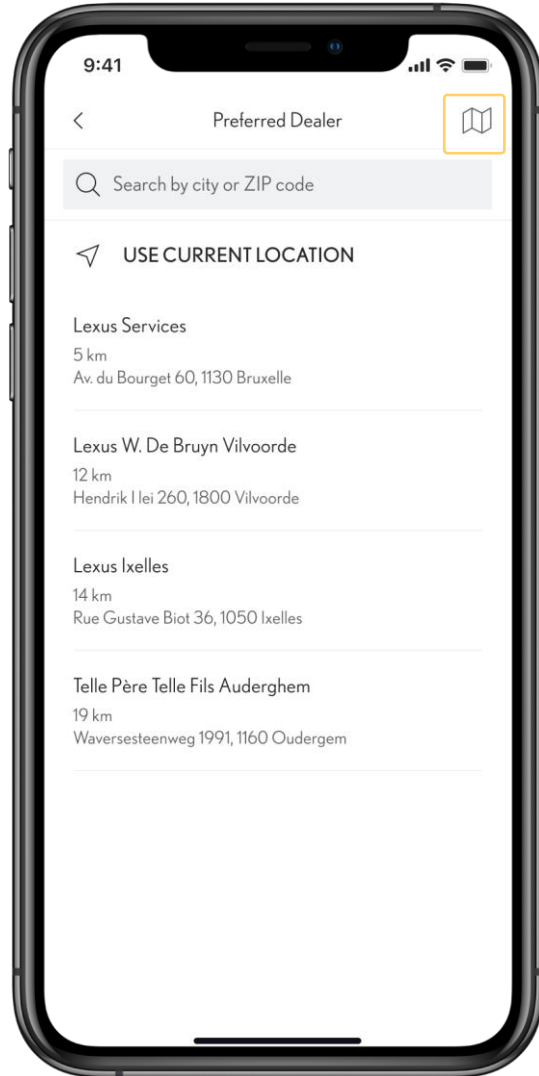 9:41
Preferred Dealer
Search by city or ZIP code
USE CURRENT LOCATION
Lexus Services
5 km
Av. du Bourget 60, 1130 Bruxelle
Lexus W. De Bruyn Vilvoorde
12 km
Hendrik I lei 260, 1800 Vilvoorde
Lexus Ixelles
14 km
Rue Gustave Biot 36, 1050 Ixelles
Telle Père Telle Fils Auderghem
19 km
Waversesteenweg 1991, 1160 Oudergem